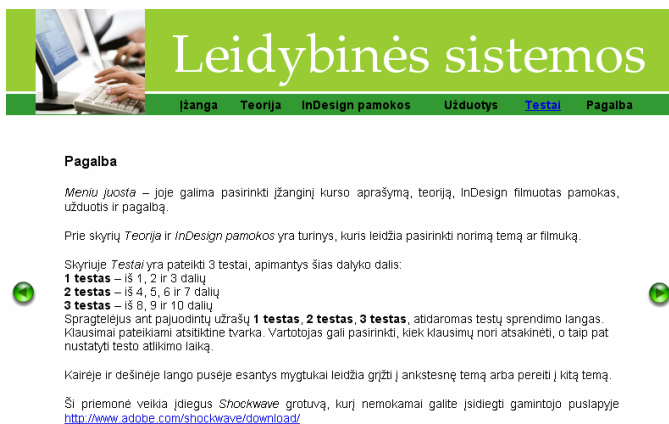 Leidybinės sistemos
Įžanga Teorija InDesign pamokos Užduotys Testai Pagalba
Pagalba
Meniu juosta – joje galima pasirinkti įžanginį kurso aprašymą, teoriją, InDesign filmuotas pamokas,
užduotis ir pagalbą.
Prie skyrių Teorija ir InDesign pamokos yra turinys, kuris leidžia pasirinkti norimą temą ar filmuką.
Skyriuje Testai yra pateikti 3 testai, apimantys šias dalyko dalis:
1 testas – iš 1, 2 ir 3 dalių
2 testas – iš 4, 5, 6 ir 7 dalių
3 testas – iš 8, 9 ir 10 dalių
Spragtelėjus ant pajuodintų užrašų 1 testas, 2 testas, 3 testas, atidaromas testų sprendimo langas.
Klausimai pateikiami atsitiktine tvarka. Vartotojas gali pasirinkti, kiek klausimų nori atsakinėti, o taip pat
nustatyti testo atlikimo laiką.
Kairėje ir dešinėje lango pusėje esantys mygtukai leidžia grįžti į ankstesnę temą arba pereiti į kitą temą.
Ši priemonė veikia įdiegus Shockwave grotuvą, kurį nemokamai galite įsidiegti gamintojo puslapyje
http://www.adobe.com/shockwave/download/